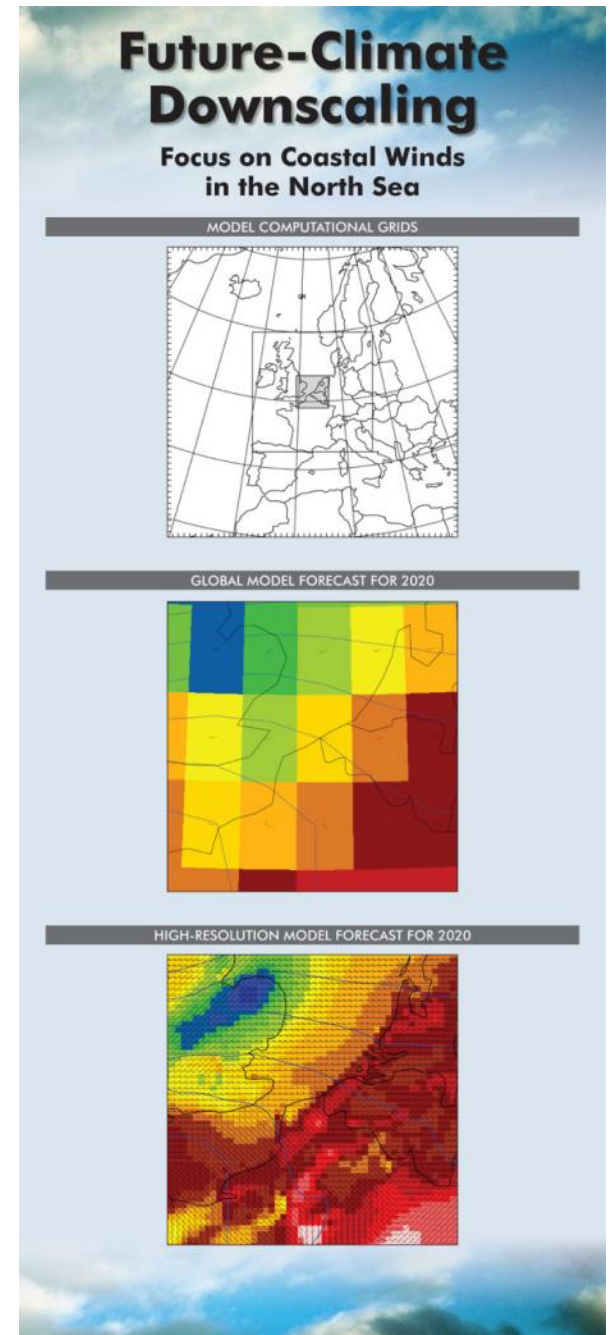 Future-Climate
Downscaling
Focus on Coastal Winds
in the North Sea
MODEL COMPUTATIONAL GRIDS
GLOBAL MODEL FORECAST FOR 2020
HIGH-RESOLUTION MODEL FORECAST FOR 2020